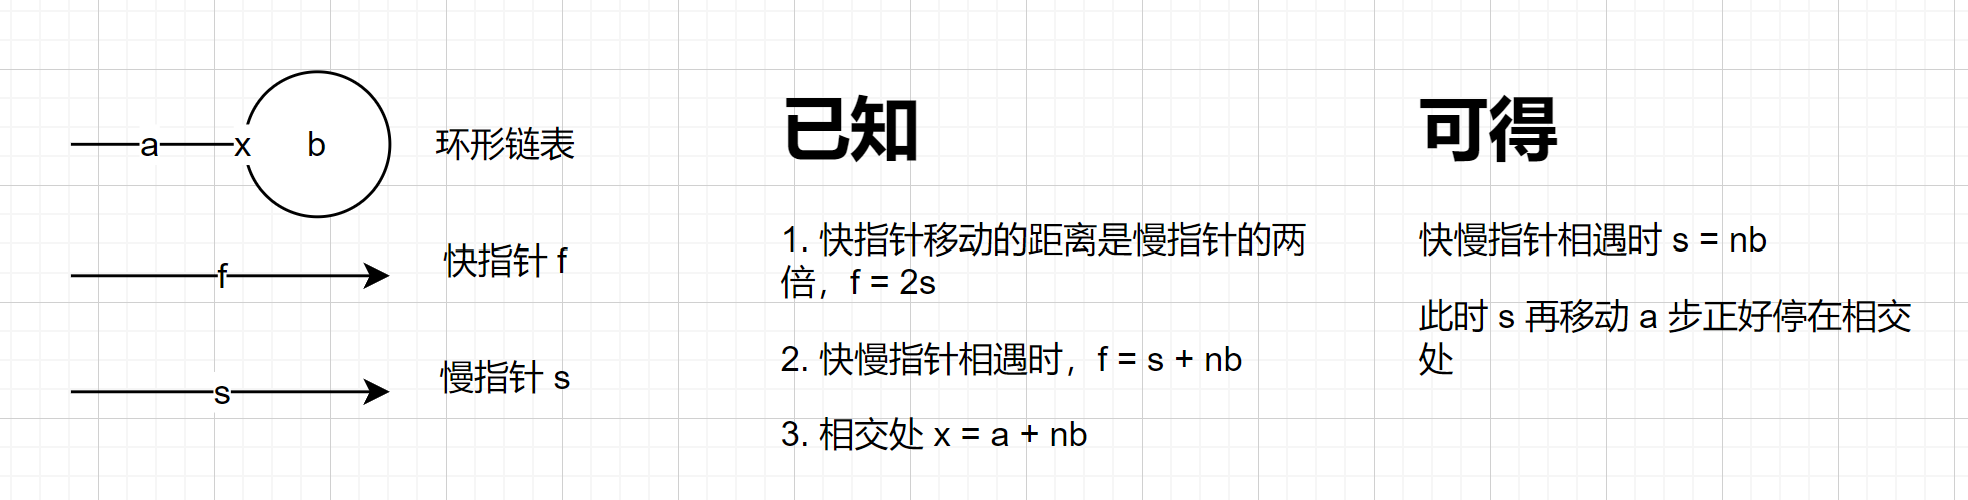 a
x
b
环形链表
f
快指针 f
s
慢指针 s
已知
1. 快指针移动的距离是慢指针的两
倍，f = 2s
2. 快慢指针相遇时，f = s + nb
3. 相交处 x = a + nb
可得
快慢指针相遇时 s = nb
此时 s 再移动 a 步正好停在相交
处